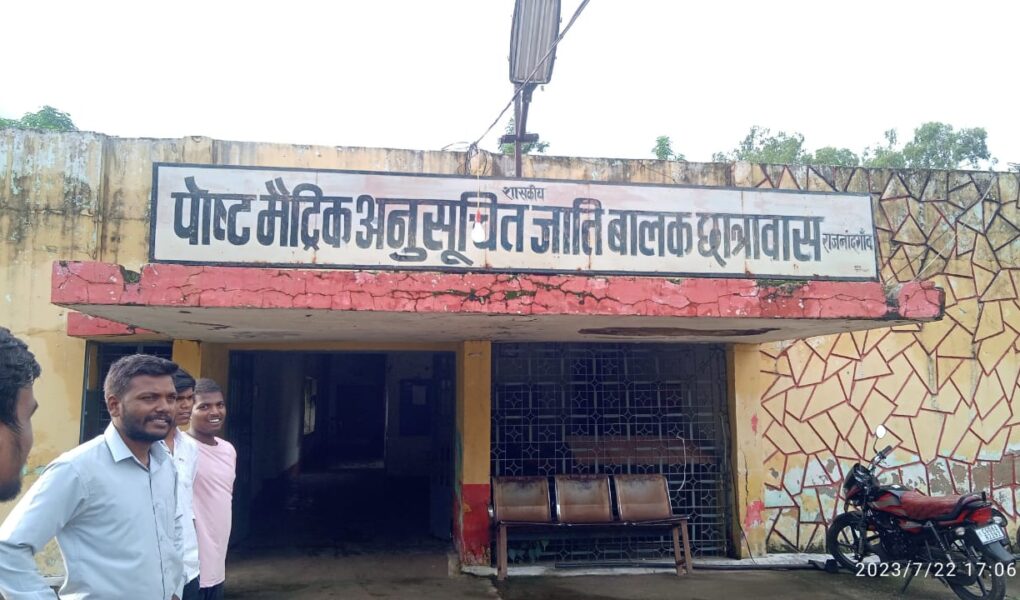 शासकीय
पोष्ट मैट्रिक अनुसूचित जाति बालक छात्रावास राजनांदगाँव
2023/7/22 17:06